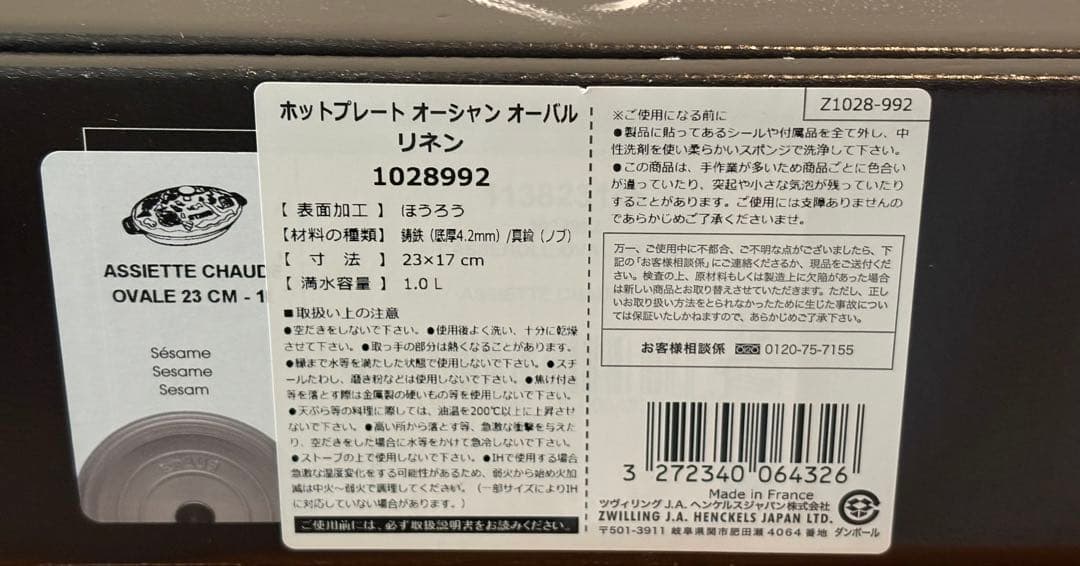 ASSIETTE CHAUD
OVALE 23 CM - 1
Sésame
Sesame
Sesam
ホットプレート オーシャン オーバル
リネン
1028992
【 表面加工 】 ほうろう
【材料の種類】 鋳鉄（底厚4.2mm）/真鍮（ノブ）
【 寸 法 】 23×17 cm
【 満水容量 】 1.0 L
■取扱い上の注意
●空だきをしないで下さい。●使用後よく洗い、十分に乾燥
させて下さい。●取っ手の部分は熱くなることがあります。
●縁まで水等を満たした状態で使用しないで下さい。●スチ
ールたわし、磨き粉などは使用しないで下さい。●焦げ付き
等を落とす際は金属製の硬いもの等を使用しないで下さい。
●天ぷら等の料理に際しては、油温を200℃以上に上昇させ
ないで下さい。●高い所から落とす等、急激な衝撃を与えた
り、空だきをした場合に水等をかけて急冷しないで下さい。
●ストーブの上で使用しないで下さい。●IHで使用する場合
急激な温度変化をする可能性があるため、弱火から始め火加
減は中火～弱火で調理してください。（一部サイズによりIH
に対応していない場合があります。）
ご使用前には、必ず取扱説明書をお読みください。
Z1028-992
※ご使用になる前に
●製品に貼ってあるシールや付属品を全て外し、中
性洗剤を使い柔らかいスポンジで洗浄して下さい。
●この商品は、手作業が多いため商品ごとに色合い
が違っていたり、突起や小さな気泡が残っていたり
することがあります。ご使用には支障ありませんの
であらかじめご了承くださいませ。
万一、ご使用中に不都合、ご不明な点がございましたら、下
記の「お客様相談係」にご連絡くださるか、現品をご送付くださ
い。検査の上、原材料もしくは製造上に欠陥があった場合
は新しい商品とお取り替えさせていただきます。ただし、正し
いお取り扱い方法をとられなかったために生じた事故につい
ては保証いたしかねますので、あらかじめご了承下さい。
お客様相談係 0120-75-7155
3 272340 064326
Made in France
ツヴィリング J.A. ヘンケルスジャパン株式会社
ZWILLING J.A. HENCKELS JAPAN LTD.
〒501-3911 岐阜県関市肥田瀬 4064 番地
ダンボール